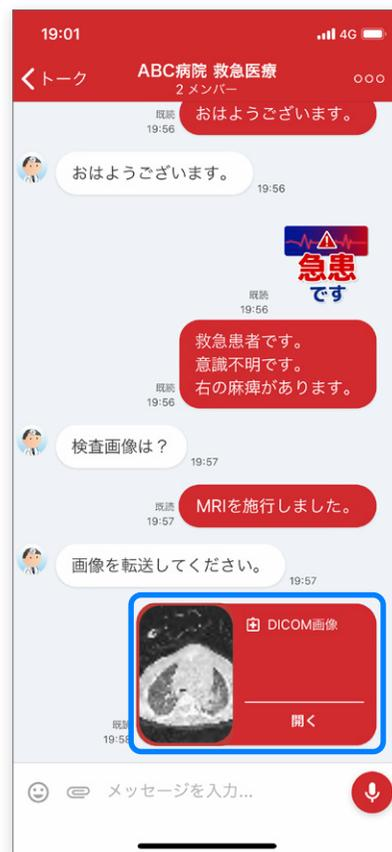 19:01
4G
トーク
ABC病院 救急医療
2 メンバー
おはようございます。
既読
19:56
おはようございます。
19:56
急患
です
既読
19:56
救急患者です。
意識不明です。
右の麻痺があります。
既読
19:56
検査画像は？
19:57
MRIを施行しました。
既読
19:57
画像を転送してください。
19:57
DICOM画像
開く
既読
19:58
メッセージを入力...